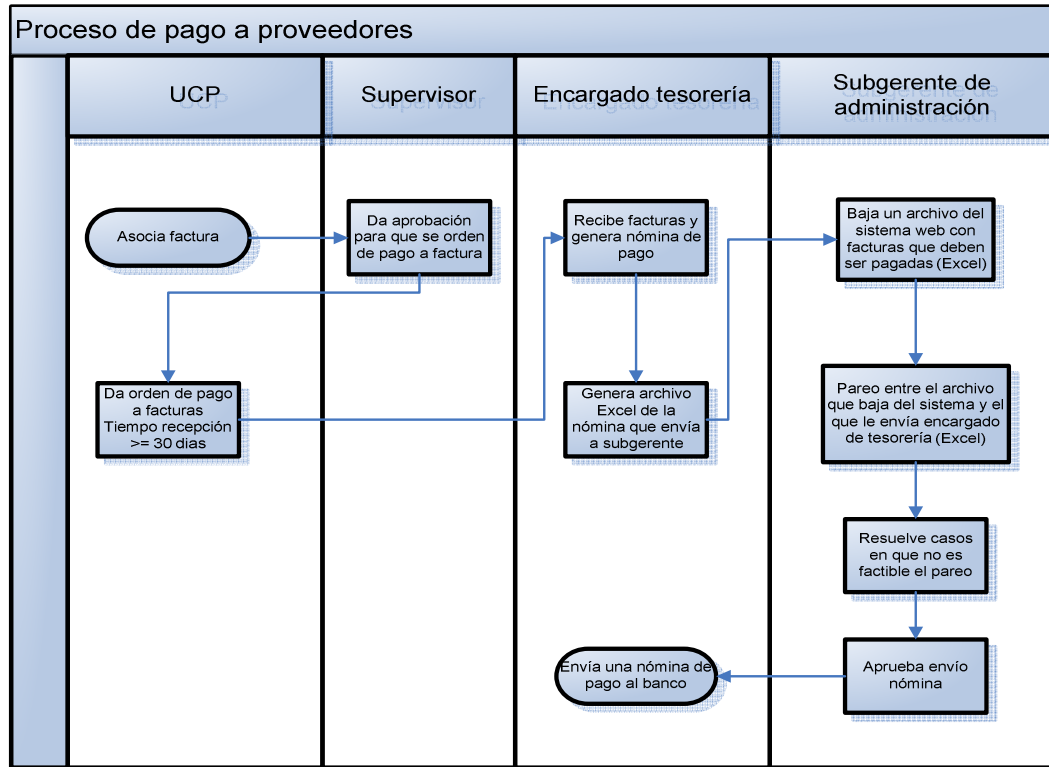 Proceso de pago a proveedores
UCP
Supervisor
Encargado tesorería
Subgerente de
administración
Asocia factura
Da aprobación
para que se orden
de pago a factura
Recibe facturas y
genera nómina de
pago
Baja un archivo del
sistema web con
facturas que deben
ser pagadas (Excel)
Da orden de pago
a facturas
Tiempo recepción
>= 30 dias
Genera archivo
Excel de la
nómina que envía
a subgerente
Pareo entre el archivo
que baja del sistema y el
que le envía encargado
de tesorería (Excel)
Resuelve casos
en que no es
factible el pareo
Envía una nómina de
pago al banco
Aprueba envío
nómina